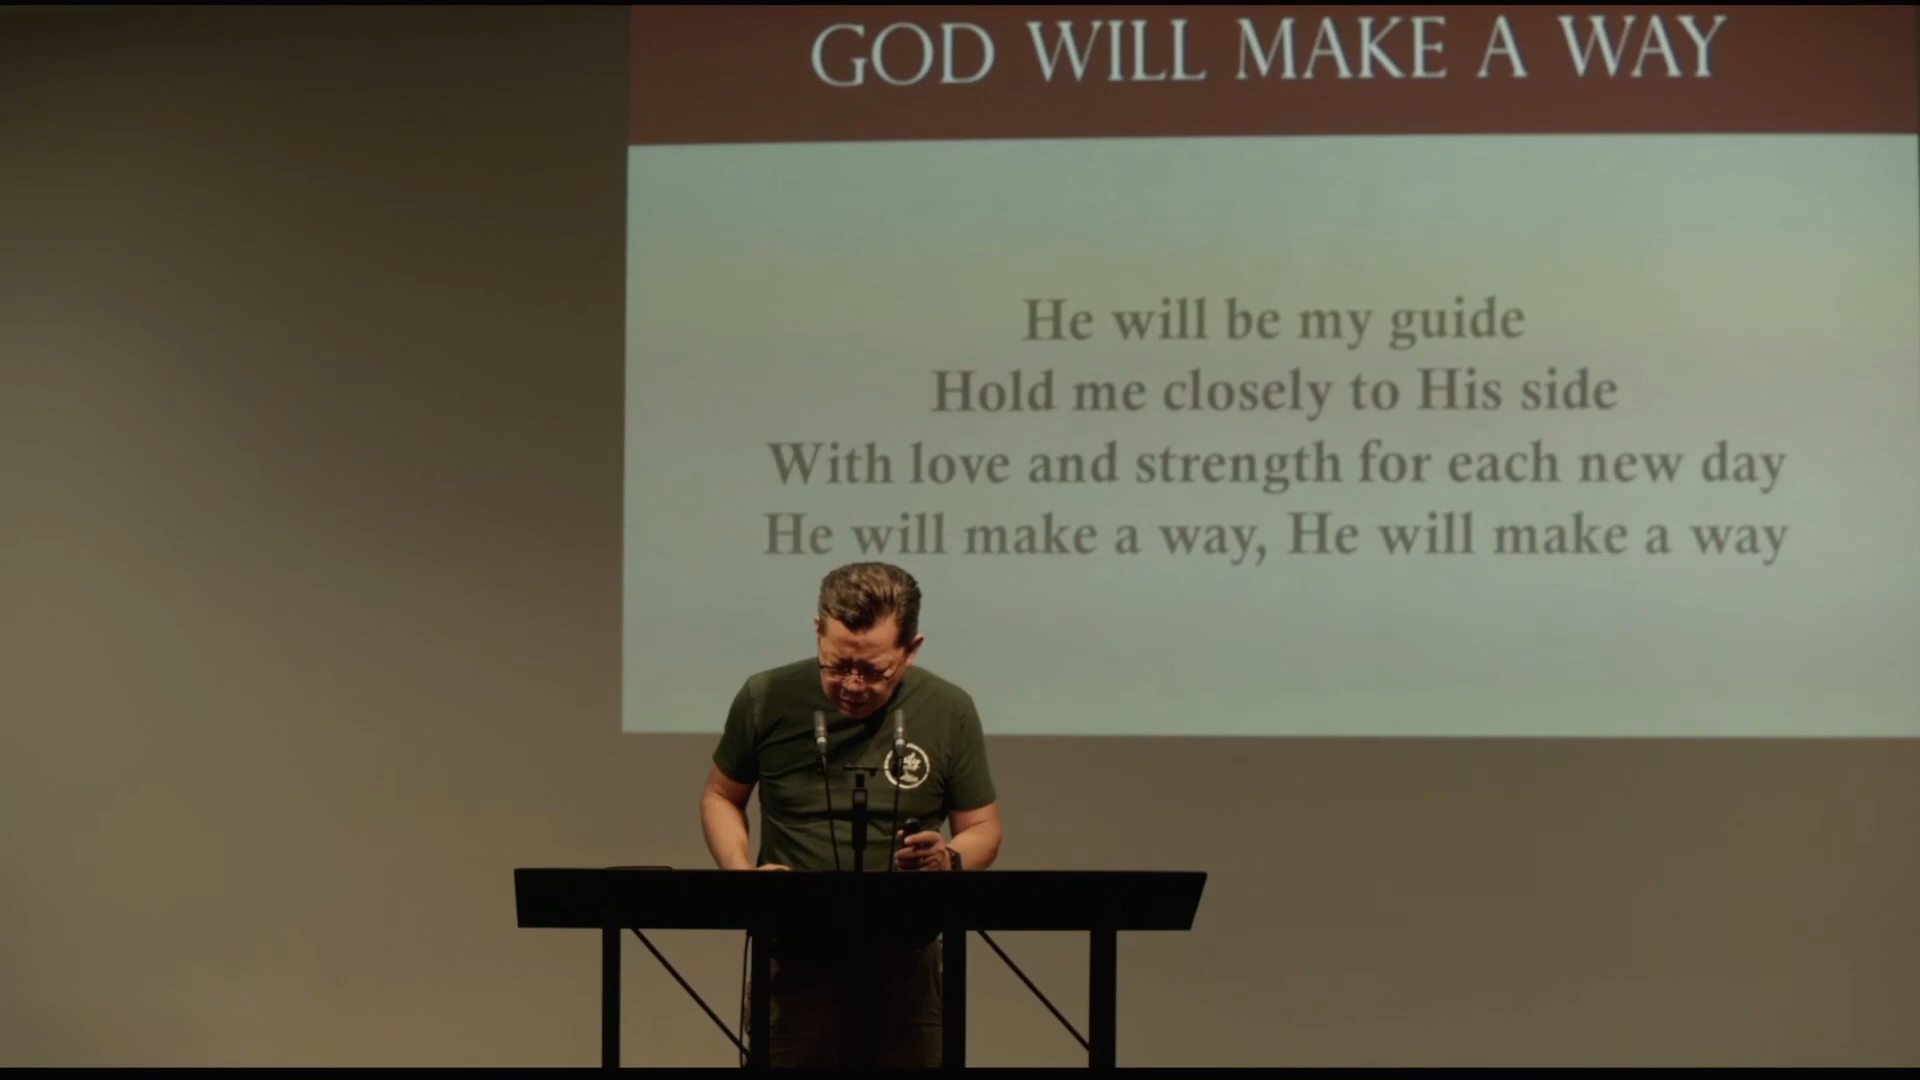 GOD WILL MAKE A WAY
He will be my guide
Hold me closely to His side
With love and strength for each new day
He will make a way, He will make a way